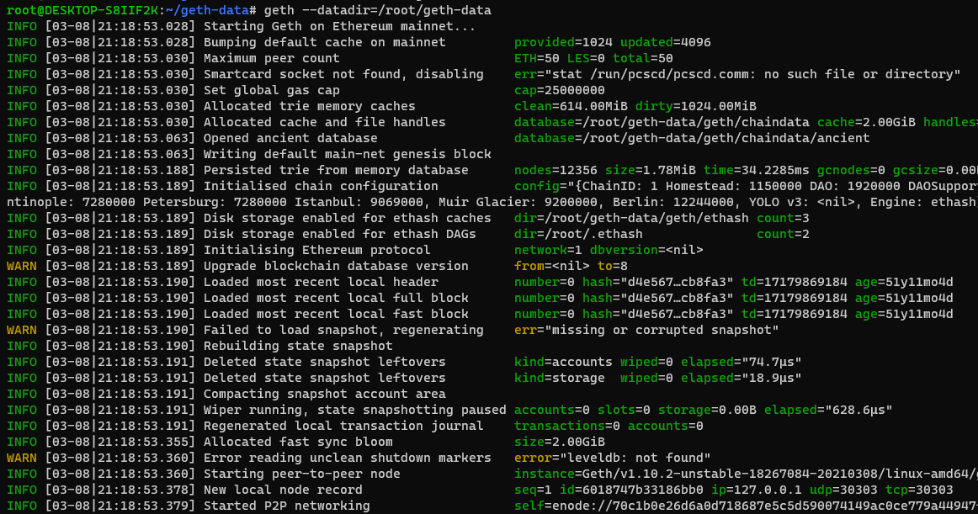 root@DESKTOP-S8IIF2K:~/geth-data# geth --datadir=/root/geth-data
INFO [03-08|21:18:53.028] Starting Geth on Ethereum mainnet...
INFO [03-08|21:18:53.028] Bumping default cache on mainnet provided=1024 updated=4096
INFO [03-08|21:18:53.030] Maximum peer count ETH=50 LES=0 total=50
INFO [03-08|21:18:53.030] Smartcard socket not found, disabling err="stat /run/pcscd/pcscd.comm: no such file or directory"
INFO [03-08|21:18:53.030] Set global gas cap cap=25000000
INFO [03-08|21:18:53.030] Allocated trie memory caches clean=614.00MiB dirty=1024.00MiB
INFO [03-08|21:18:53.030] Allocated cache and file handles database=/root/geth-data/geth/chaindata cache=2.00GiB handles=
INFO [03-08|21:18:53.063] Opened ancient database database=/root/geth-data/geth/chaindata/ancient
INFO [03-08|21:18:53.063] Writing default main-net genesis block
INFO [03-08|21:18:53.188] Persisted trie from memory database nodes=12356 size=1.78MiB time=34.2285ms gcnodes=0 gcsize=0.00
INFO [03-08|21:18:53.189] Initialised chain configuration config="{ChainID: 1 Homestead: 1150000 DAO: 1920000 DAOSuppor
ntinople: 7280000 Petersburg: 7280000 Istanbul: 9069000, Muir Glacier: 9200000, Berlin: 12244000, YOLO v3: <nil>, Engine: ethash
INFO [03-08|21:18:53.189] Disk storage enabled for ethash caches dir=/root/geth-data/geth/ethash count=3
INFO [03-08|21:18:53.189] Disk storage enabled for ethash DAGs dir=/root/.ethash count=2
INFO [03-08|21:18:53.189] Initialising Ethereum protocol network=1 dbversion=<nil>
WARN [03-08|21:18:53.189] Upgrade blockchain database version from=<nil> to=8
INFO [03-08|21:18:53.190] Loaded most recent local header number=0 hash="d4e567…cb8fa3" td=17179869184 age=51y11mo4d
INFO [03-08|21:18:53.190] Loaded most recent local full block number=0 hash="d4e567…cb8fa3" td=17179869184 age=51y11mo4d
INFO [03-08|21:18:53.190] Loaded most recent local fast block number=0 hash="d4e567…cb8fa3" td=17179869184 age=51y11mo4d
WARN [03-08|21:18:53.190] Failed to load snapshot, regenerating err="missing or corrupted snapshot"
INFO [03-08|21:18:53.190] Rebuilding state snapshot
INFO [03-08|21:18:53.191] Deleted state snapshot leftovers kind=accounts wiped=0 elapsed="74.7µs"
INFO [03-08|21:18:53.191] Deleted state snapshot leftovers kind=storage wiped=0 elapsed="18.9µs"
INFO [03-08|21:18:53.191] Compacting snapshot account area
INFO [03-08|21:18:53.191] Wiper running, state snapshotting paused accounts=0 slots=0 storage=0.00B elapsed="628.6µs"
INFO [03-08|21:18:53.191] Regenerated local transaction journal transactions=0 accounts=0
INFO [03-08|21:18:53.355] Allocated fast sync bloom size=2.00GiB
WARN [03-08|21:18:53.360] Error reading unclean shutdown markers error="leveldb: not found"
INFO [03-08|21:18:53.360] Starting peer-to-peer node instance=Geth/v1.10.2-unstable-18267084-20210308/linux-amd64/
INFO [03-08|21:18:53.378] New local node record seq=1 id=6018747b33186bb0 ip=127.0.0.1 udp=30303 tcp=30303
INFO [03-08|21:18:53.379] Started P2P networking self=enode://70c1b0e26d6a0d718687e5c5d590074149ac0ce779a44947